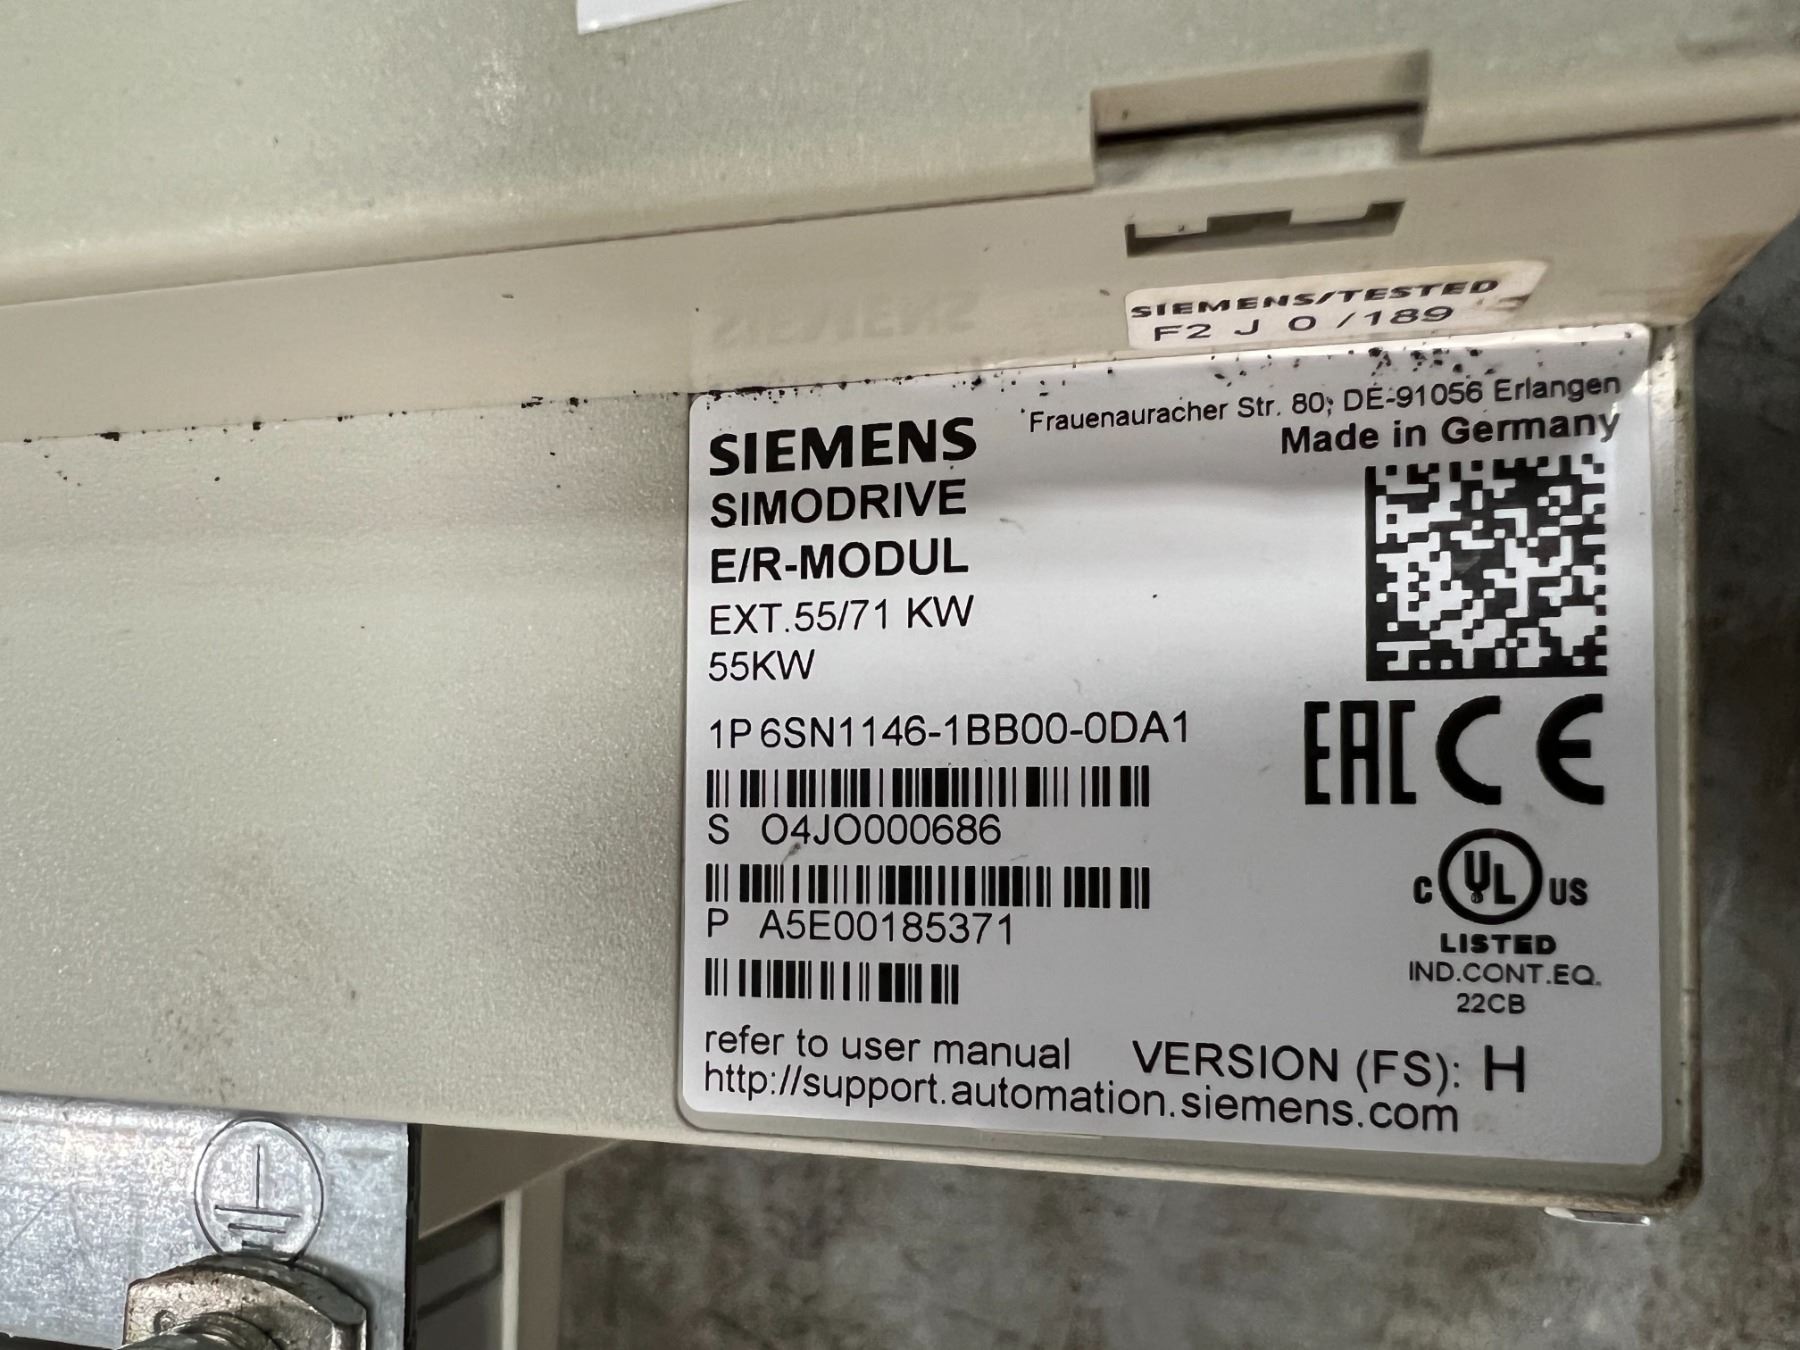 SIEMENS/TESTED
F2 J 0 /189
Frauenauracher Str. 80; DE-91056 Erlangen
Made in Germany
SIEMENS
SIMODRIVE
E/R-MODUL
EXT.55/71 KW
55KW
1P 6SN1146-1BB00-0DA1
EAC CE
S O4JO000686
P A5E00185371
C UL US
LISTED
IND.CONT.EQ.
22CB
refer to user manual VERSION (FS): H
http://support.automation.siemens.com